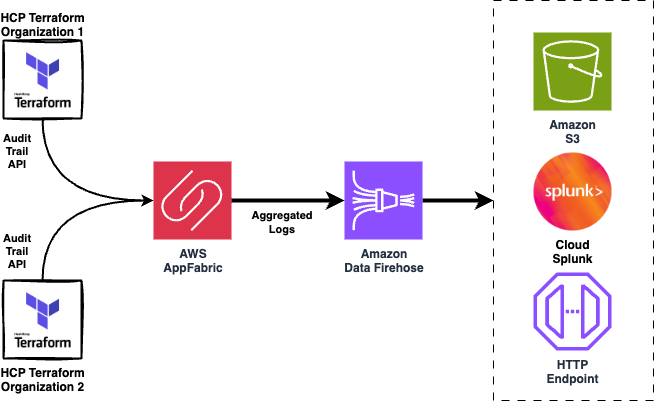 HCP Terraform
Organization 1
HashiCorp
Terraform
Audit
Trail
API
Audit
Trail
API
HashiCorp
Terraform
HCP Terraform
Organization 2
AWS
AppFabric
Aggregated
Logs
Amazon
Data Firehose
Amazon
S3
splunk>
Cloud
Splunk
HTTP
Endpoint